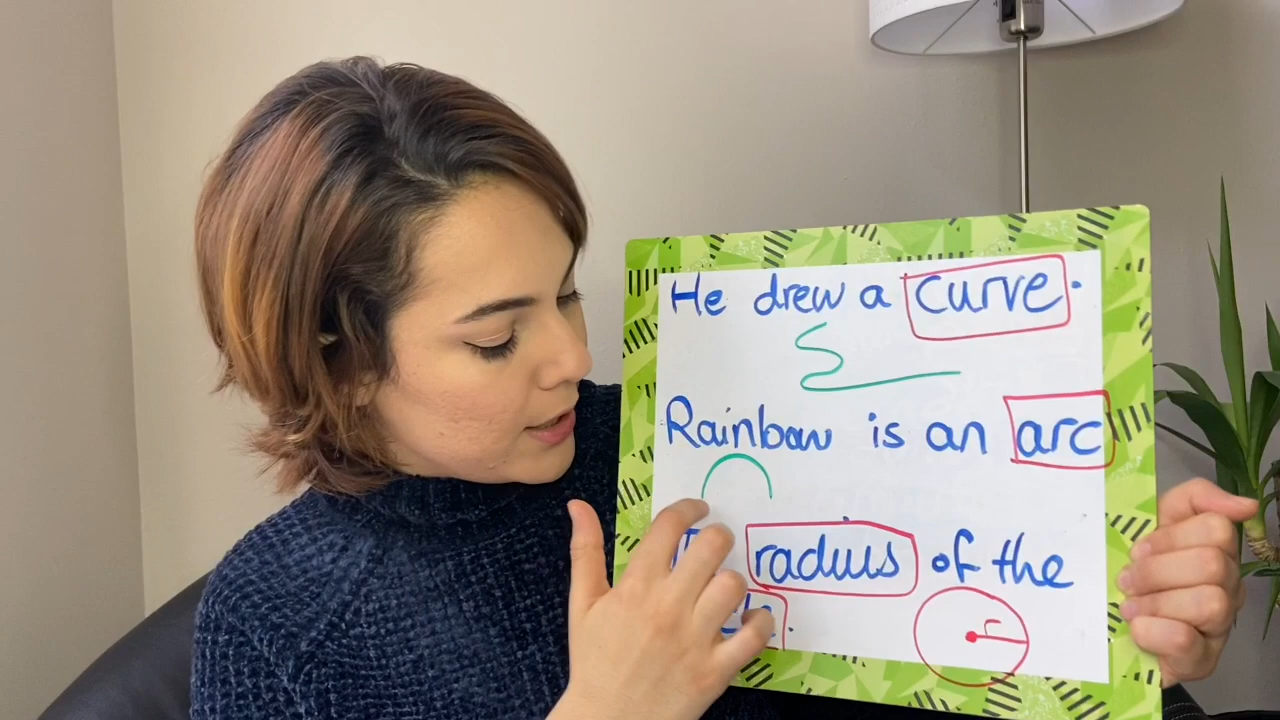 He drew a curve.
Rainbow is an arc
radius of the
r